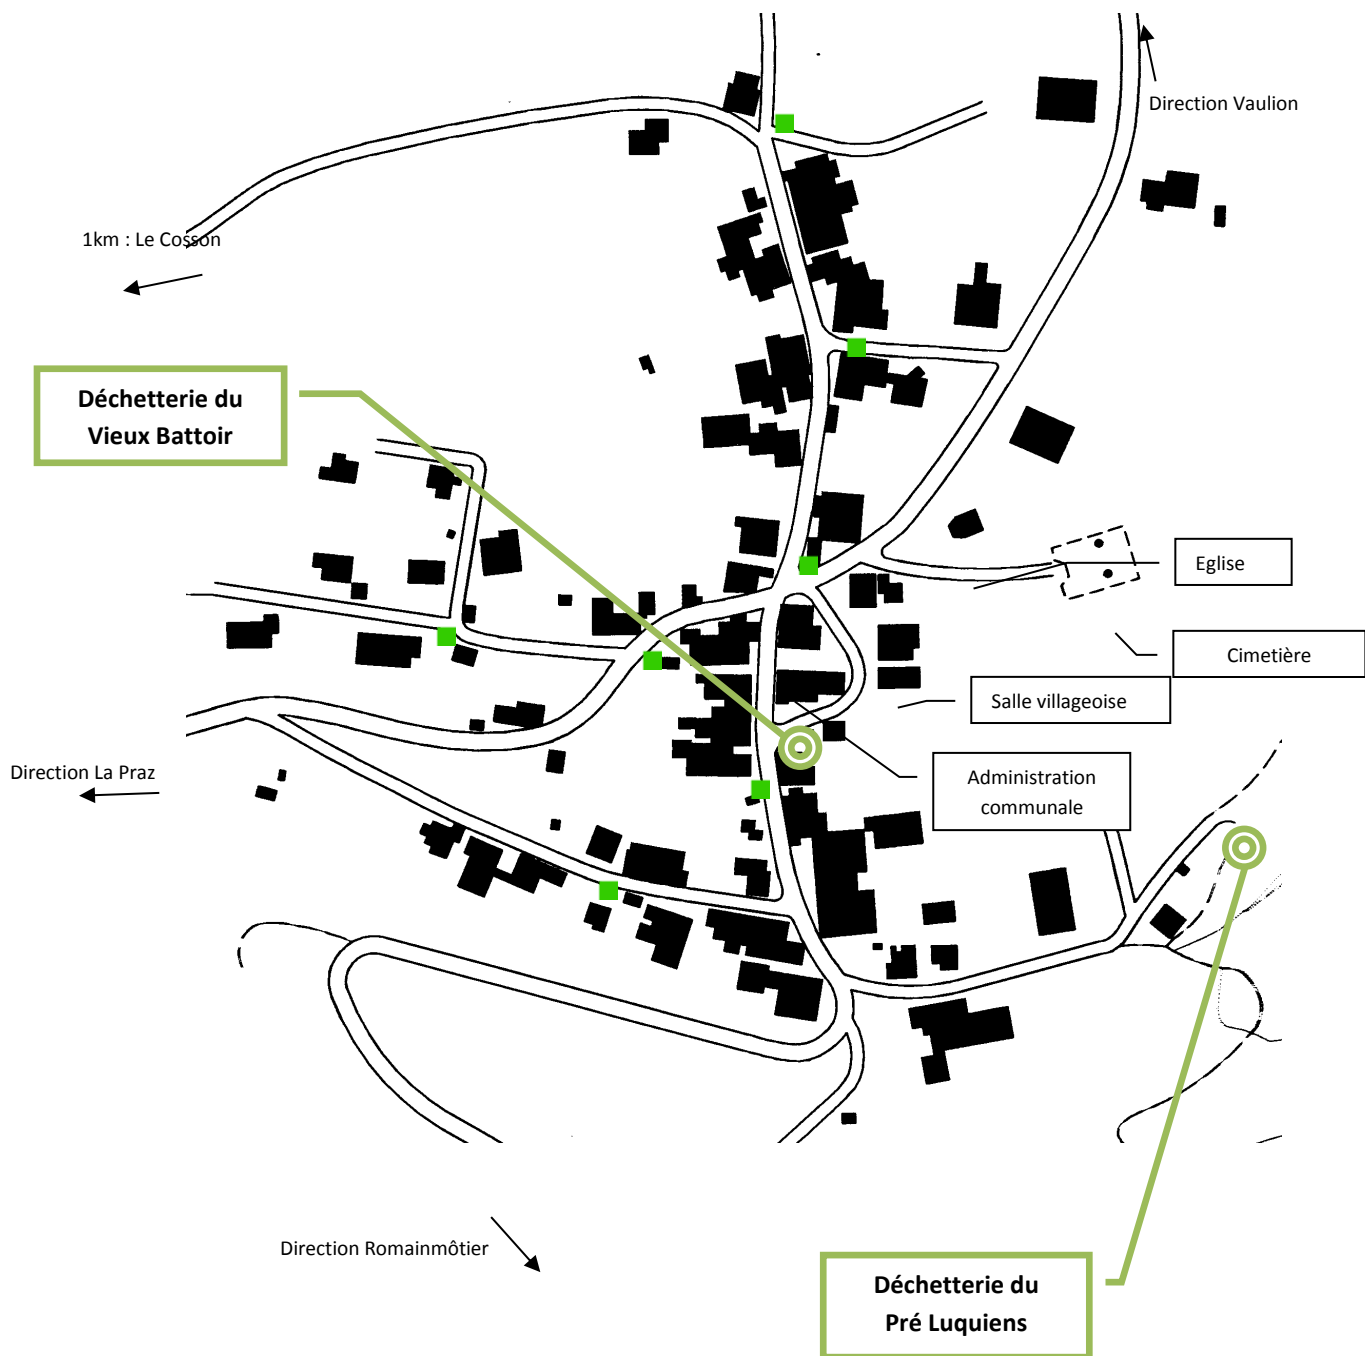 Direction Vaulion
1km : Le Cosson
Déchetterie du
Vieux Battoir
Eglise
Cimetière
Salle villageoise
Direction La Praz
Administration
communale
Direction Romainmôtier
Déchetterie du
Pré Luquiens